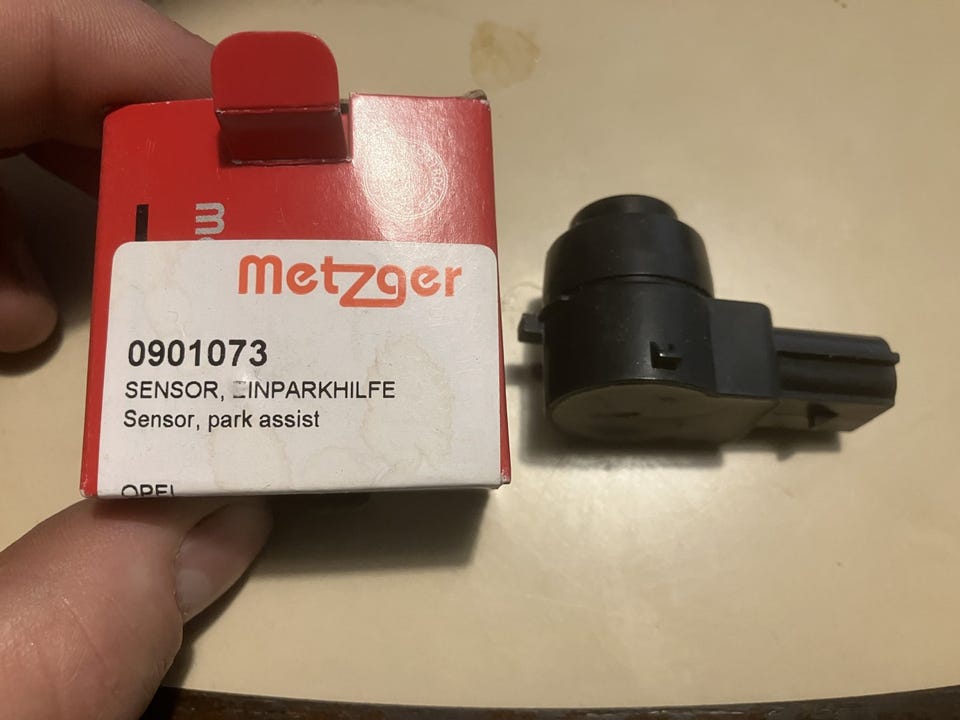 metzger
0901073
SENSOR, EINPARKHILFE
Sensor, park assist
OPEL